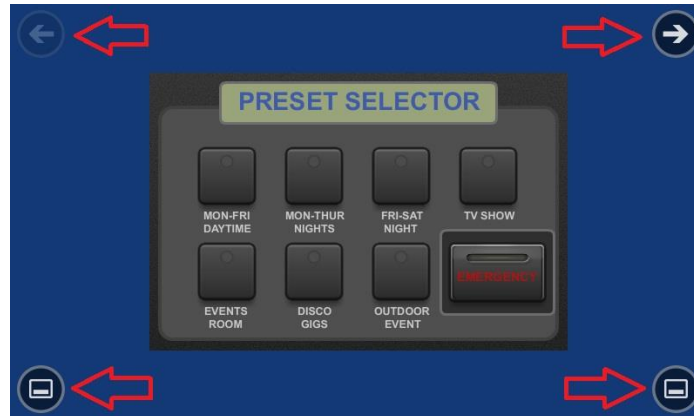 PRESET SELECTOR
MON-FRI
DAYTIME
MON-THUR
NIGHTS
FRI-SAT
NIGHT
TV SHOW
EVENTS
ROOM
DISCO
GIGS
OUTDOOR
EVENT
EMERGENCY